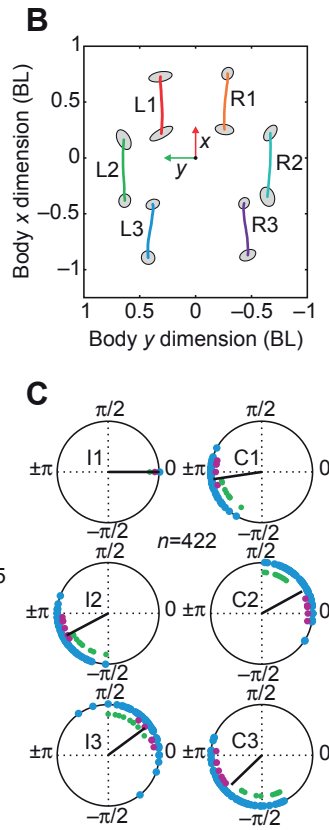 B
Body x dimension (BL)
1
0.5
0
−0.5
−1
L1
R1
L2
R2
L3
R3
x
y
1 0.5 0 −0.5 −1
Body y dimension (BL)
C
π/2 π/2
±π I1 0 ±π C1 0
−π/2 −π/2
n=422
5
π/2 π/2
±π I2 0 ±π C2 0
−π/2 −π/2
π/2 π/2
±π I3 0 ±π C3 0
−π/2 −π/2